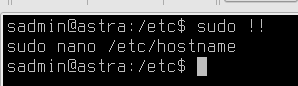 sadmin@astra:/etc$ sudo !!
sudo nano /etc/hostname
sadmin@astra:/etc$